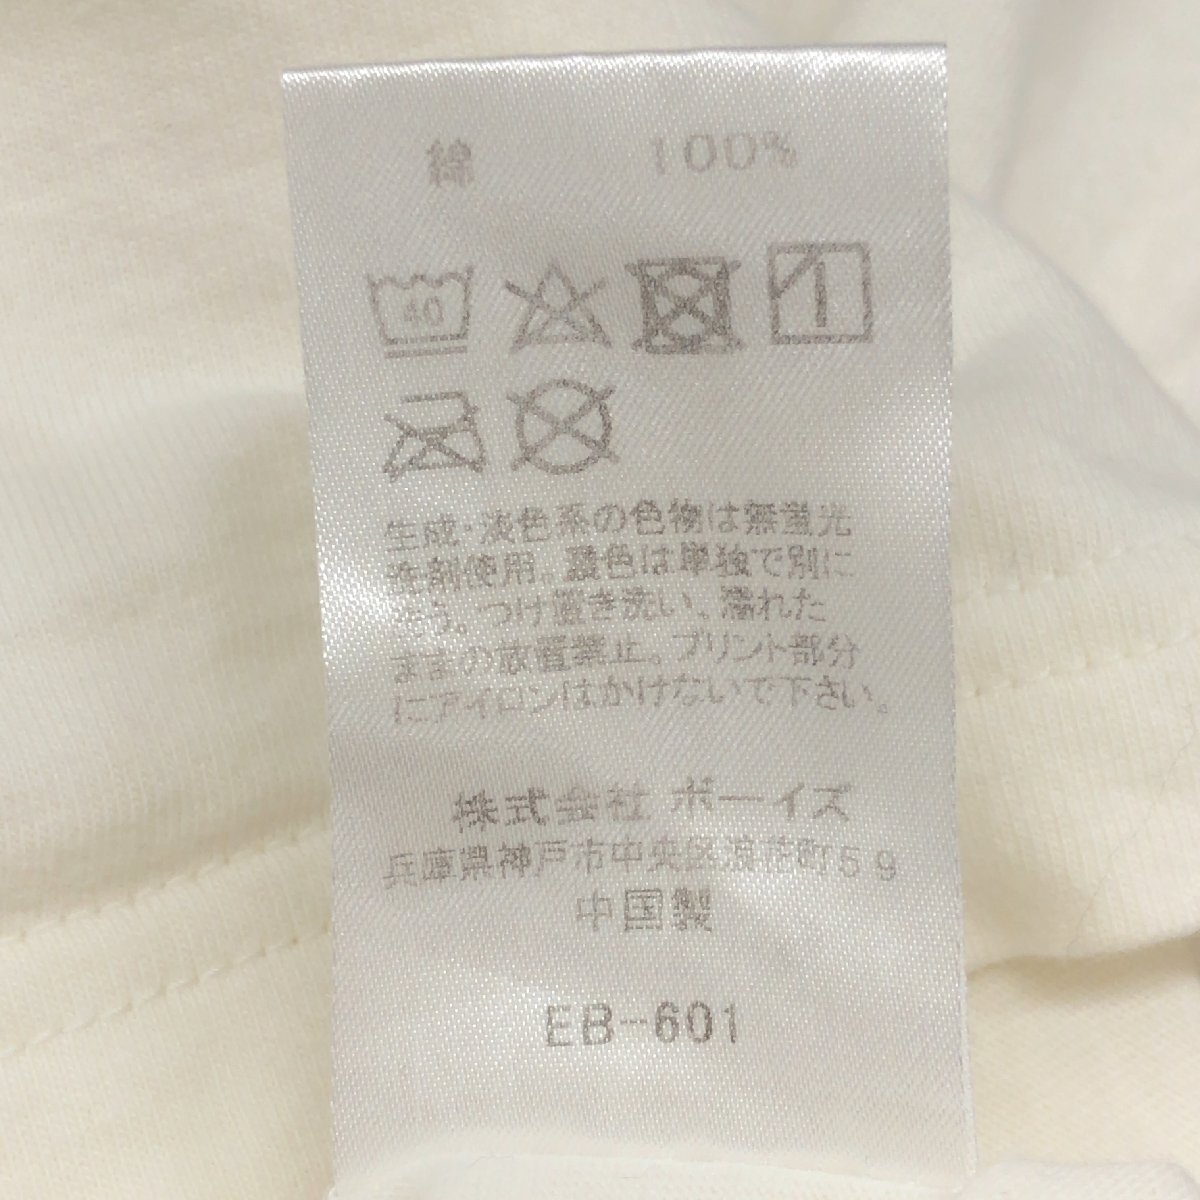 綿 100%
40
生成・淡色系の色物は無蛍光
洗剤使用。濃色は単独で別に
洗う。つけ置き洗い、濡れた
ままの放置禁止。プリント部分
にアイロンはかけないで下さい。
株式会社 ボーイズ
兵庫県神戸市中央区浪花町59
中国製
EB-601